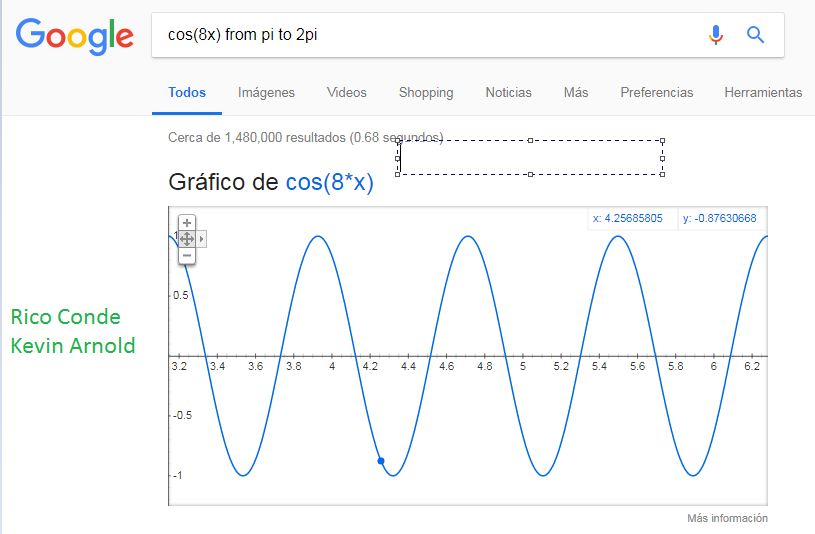 Google
cos(8x) from pi to 2pi
Todos Imágenes Videos Shopping Noticias Más Preferencias Herramientas
Cerca de 1,480,000 resultados (0.68 segundos)
Gráfico de cos(8*x)
x: 4.25685805 y: -0.87630668
1
0.5
Rico Conde
Kevin Arnold
3.2 3.4 3.6 3.8 4 4.2 4.4 4.6 4.8 5 5.2 5.4 5.6 5.8 6 6.2
-0.5
-1
Más información